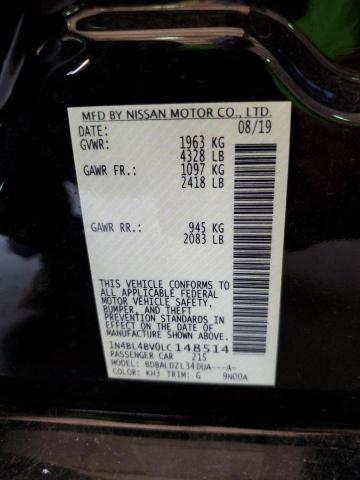 MFD BY NISSAN MOTOR CO., LTD.
DATE: 08/19
GVWR: 1963 KG
4328 LB
GAWR FR.: 1097 KG
2418 LB
GAWR RR.: 945 KG
2083 LB
THIS VEHICLE CONFORMS TO
ALL APPLICABLE FEDERAL
MOTOR VEHICLE SAFETY,
BUMPER, AND THEFT
PREVENTION STANDARDS IN
EFFECT ON THE DATE OF
MANUFACTURE SHOWN ABOVE.
1N4BL4BV0LC148514
PASSENGER CAR 215
MODEL: BDBALDZL34DUA---A-
COLOR: KH3 TRIM: G 9N00A